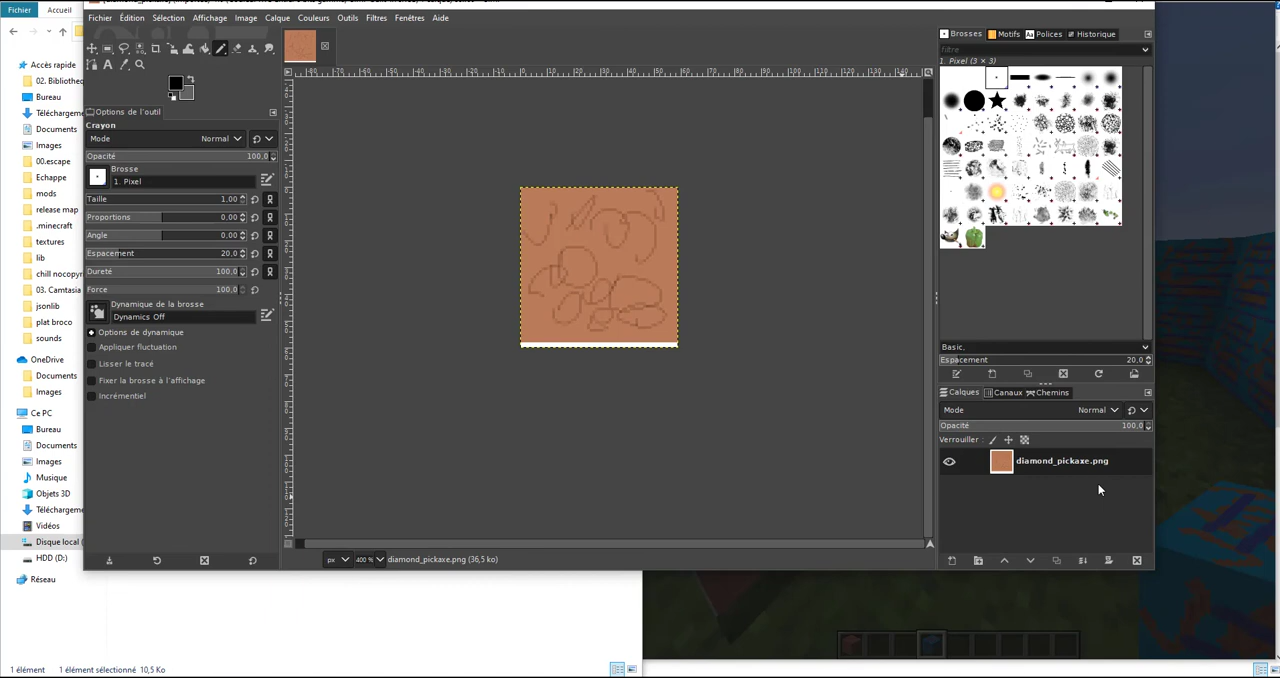 Fichier Accueil
Fichier Édition Sélection Affichage Image Calque Couleurs Outils Filtres Fenêtres Aide
Accès rapide
02. Bibliothec
Bureau
Téléchargeme
Documents
Images
00.escape
Echappe
mods
release map
.minecraft
textures
lib
chill nocopyr
03. Camtasia
jsonlib
plat broco
sounds
OneDrive
Documents
Images
Ce PC
Bureau
Documents
Images
Musique
Objets 3D
Téléchargeme
Vidéos
Disque local (
HDD (D:)
Réseau
1 élément 1 élément sélectionné 10,5 Ko
Options de l'outil
Crayon
Mode Normal
Opacité 100,0
Brosse
1. Pixel
Taille 1,00
Proportions 0,00
Angle 0,00
Espacement 20,0
Dureté 100,0
Force 100,0
Dynamique de la brosse
Dynamics Off
Options de dynamique
Appliquer fluctuation
Lisser le tracé
Fixer la brosse à l'affichage
Incrémentiel
px 400 % diamond_pickaxe.png (36,5 ko)
Brosses Motifs Aa Polices Historique
filtre
1. Pixel (3 × 3)
Basic,
Espacement 20,0
Calques Canaux Chemins
Mode Normal
Opacité 100,0
Verrouiller :
diamond_pickaxe.png